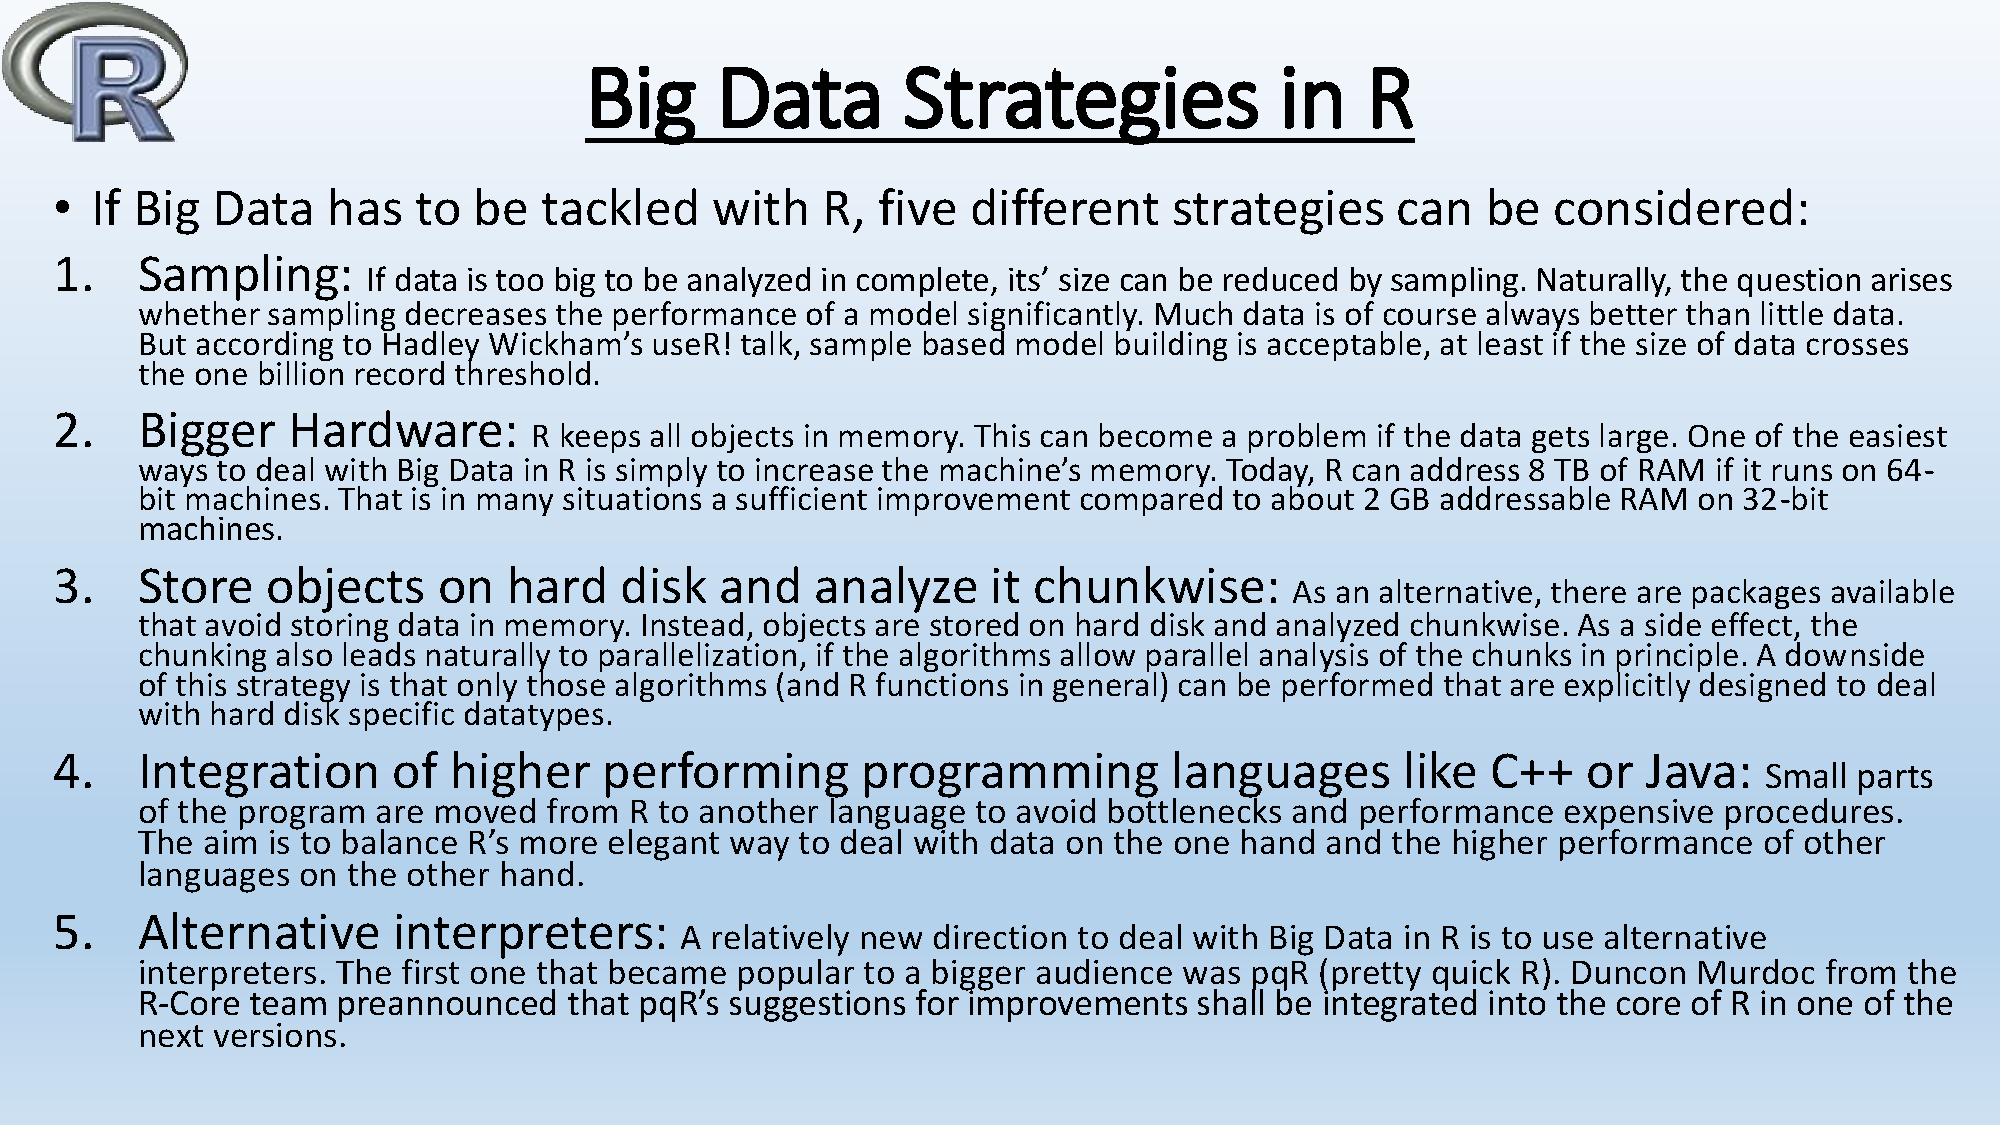 R
Big Data Strategies in R
• If Big Data has to be tackled with R, five different strategies can be considered:
1. Sampling: If data is too big to be analyzed in complete, its’ size can be reduced by sampling. Naturally, the question arises
whether sampling decreases the performance of a model significantly. Much data is of course always better than little data.
But according to Hadley Wickham’s useR! talk, sample based model building is acceptable, at least if the size of data crosses
the one billion record threshold.
2. Bigger Hardware: R keeps all objects in memory. This can become a problem if the data gets large. One of the easiest
ways to deal with Big Data in R is simply to increase the machine’s memory. Today, R can address 8 TB of RAM if it runs on 64-
bit machines. That is in many situations a sufficient improvement compared to about 2 GB addressable RAM on 32-bit
machines.
3. Store objects on hard disk and analyze it chunkwise: As an alternative, there are packages available
that avoid storing data in memory. Instead, objects are stored on hard disk and analyzed chunkwise. As a side effect, the
chunking also leads naturally to parallelization, if the algorithms allow parallel analysis of the chunks in principle. A downside
of this strategy is that only those algorithms (and R functions in general) can be performed that are explicitly designed to deal
with hard disk specific datatypes.
4. Integration of higher performing programming languages like C++ or Java: Small parts
of the program are moved from R to another language to avoid bottlenecks and performance expensive procedures.
The aim is to balance R’s more elegant way to deal with data on the one hand and the higher performance of other
languages on the other hand.
5. Alternative interpreters: A relatively new direction to deal with Big Data in R is to use alternative
interpreters. The first one that became popular to a bigger audience was pqR (pretty quick R). Duncon Murdoc from the
R-Core team preannounced that pqR’s suggestions for improvements shall be integrated into the core of R in one of the
next versions.